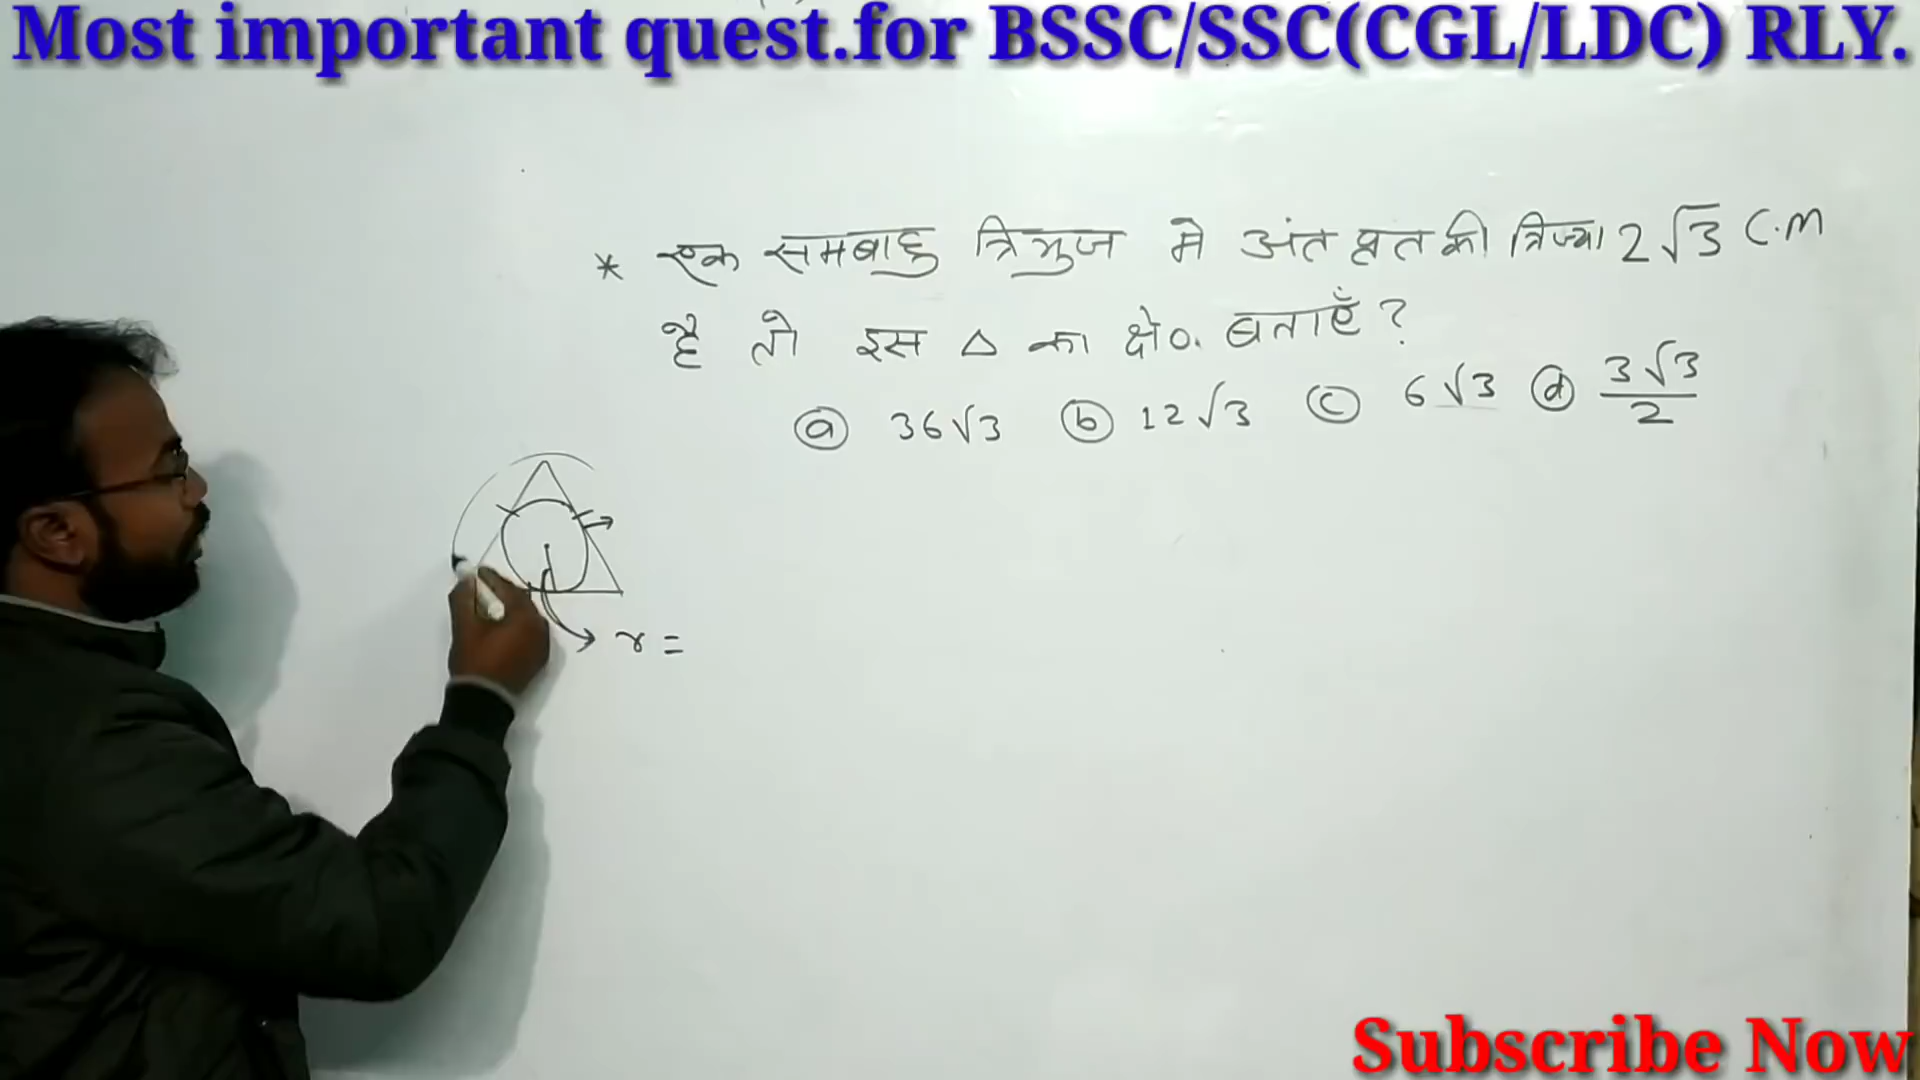 Most important quest.for BSSC/SSC(CGL/LDC) RLY.
* एक समबाहु त्रिभुज मे अंत व्रत की त्रिज्या 2√3 C.M
है तो इस △ का क्षे०. बताएँ ?
ⓐ 36√3 ⓑ 12√3 ⓒ 6√3 ⓓ 3√3/2
r =
Subscribe Now